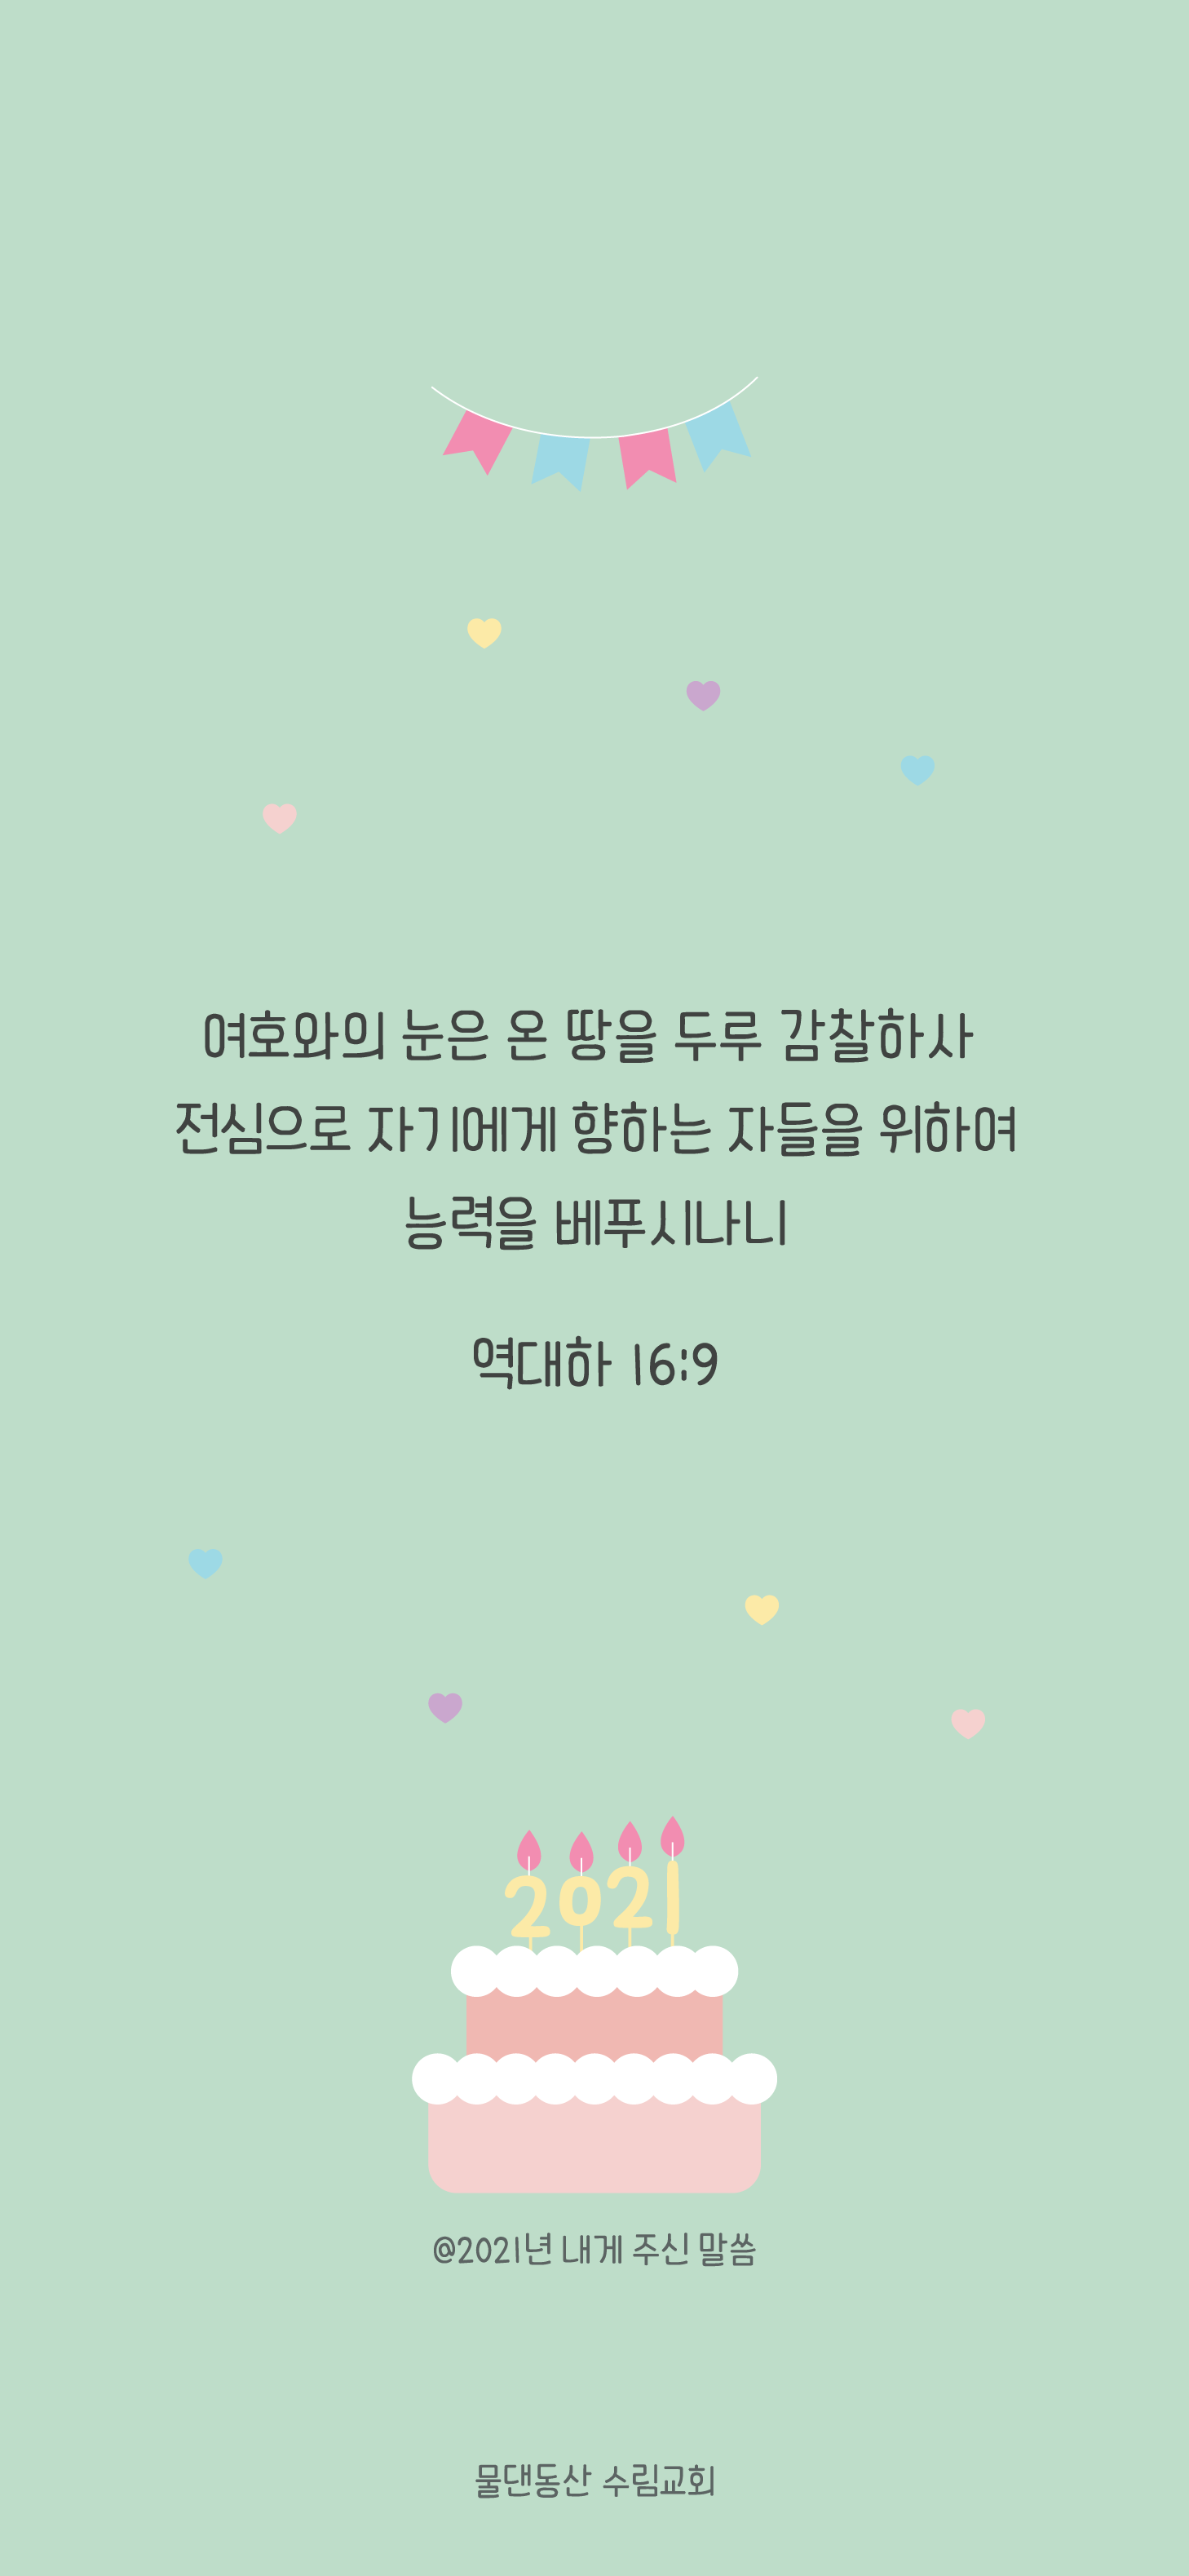 여호와의 눈은 온 땅을 두루 감찰하사
전심으로 자기에게 향하는 자들을 위하여
능력을 베푸시나니
역대하 16:9
2021
@2021년 내게 주신 말씀
물댄동산 수림교회